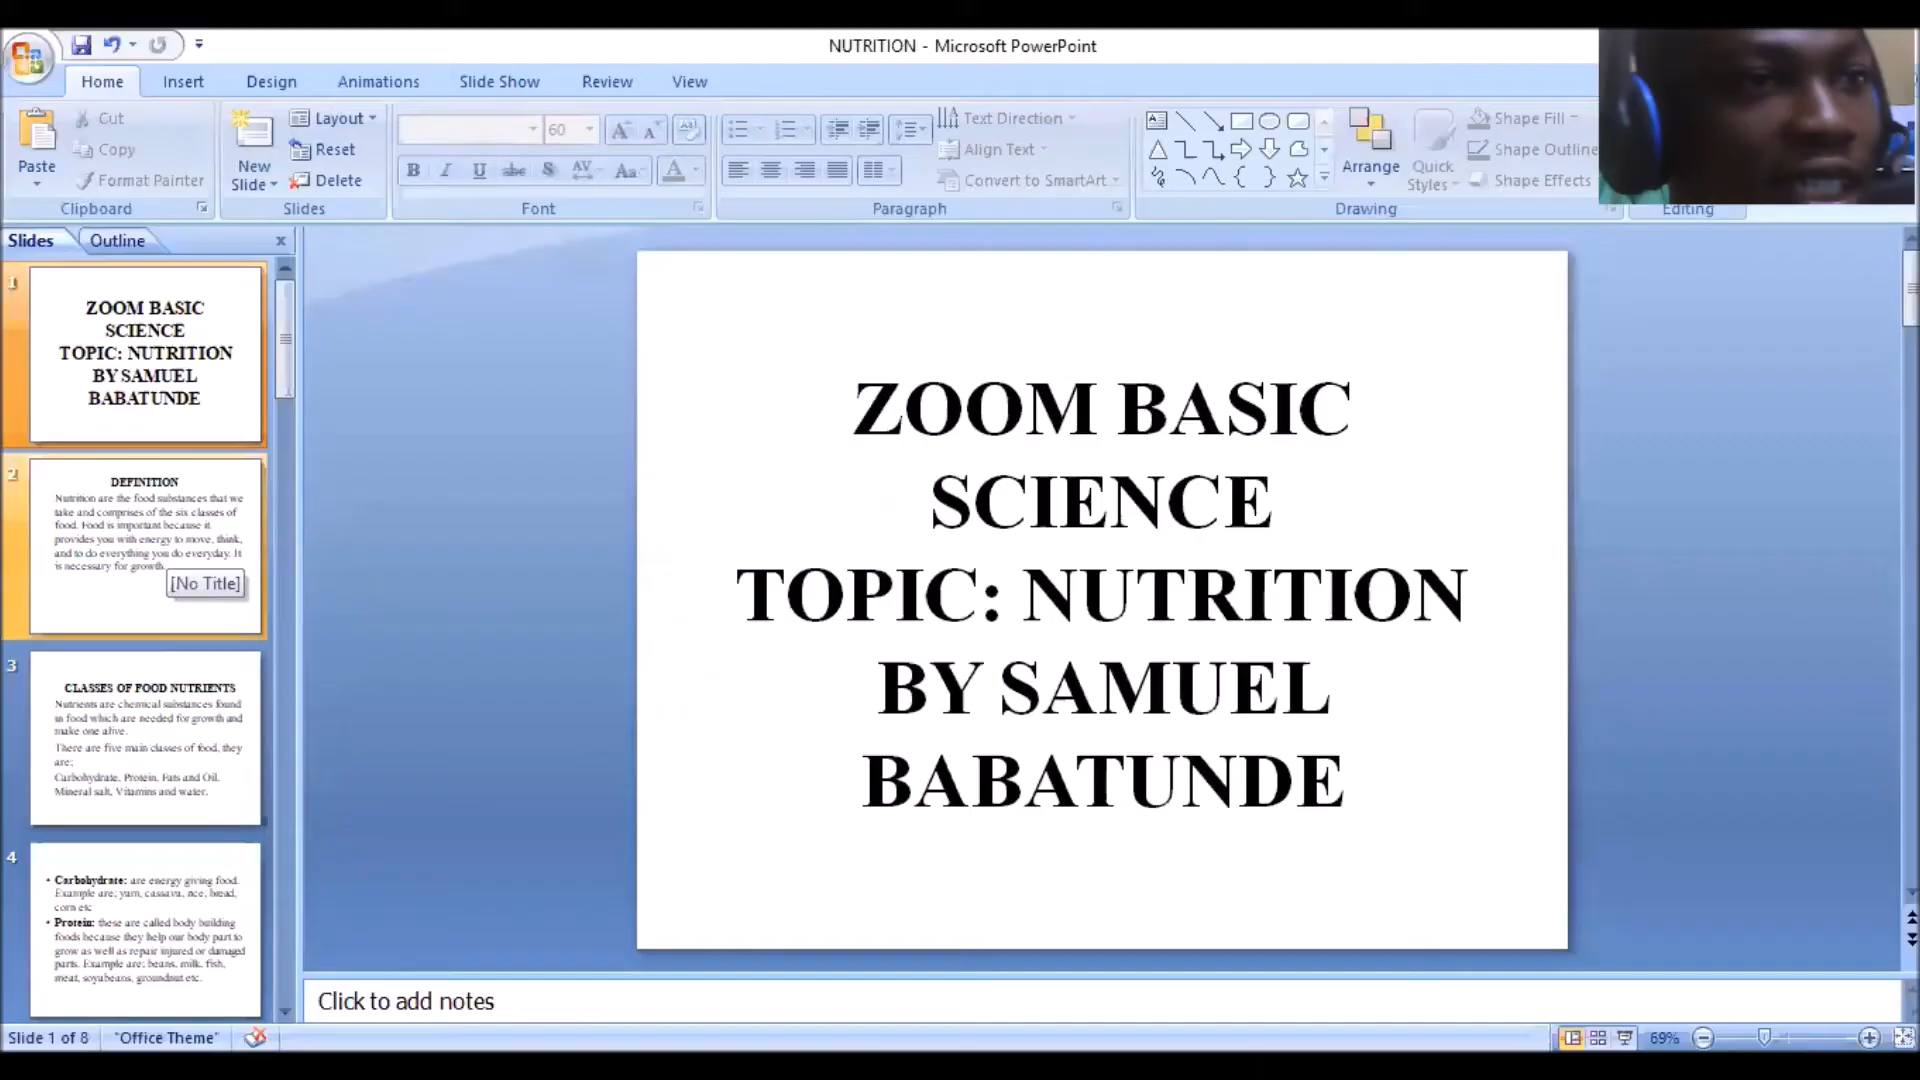 NUTRITION - Microsoft PowerPoint
Home Insert Design Animations Slide Show Review View
Paste
Cut
Copy
Format Painter
Clipboard
New Slide
Layout
Reset
Delete
Slides
60
B I U abc S AV Aa A
Font
Text Direction
Align Text
Convert to SmartArt
Paragraph
Arrange
Quick Styles
Shape Fill
Shape Outline
Shape Effects
Drawing
Editing
Slides Outline x
1
ZOOM BASIC
SCIENCE
TOPIC: NUTRITION
BY SAMUEL
BABATUNDE
2
DEFINITION
Nutrition are the food substances that we
take and comprises of the six classes of
food. Food is important because it
provides you with energy to move, think,
and to do everything you do everyday. It
is necessary for growth.
[No Title]
3
CLASSES OF FOOD NUTRIENTS
Nutrients are chemical substances found
in food which are needed for growth and
make one alive.
There are five main classes of food, they
are;
Carbohydrate, Protein, Fats and Oil,
Mineral salt, Vitamins and water.
4
• Carbohydrate: are energy giving food.
Example are; yam, cassava, rice, bread,
corn etc
• Protein: these are called body building
foods because they help our body part to
grow as well as repair injured or damaged
parts. Example are; beans, milk, fish,
meat, soyabeans, groundnut etc.
ZOOM BASIC
SCIENCE
TOPIC: NUTRITION
BY SAMUEL
BABATUNDE
Click to add notes
Slide 1 of 8 "Office Theme" 69%